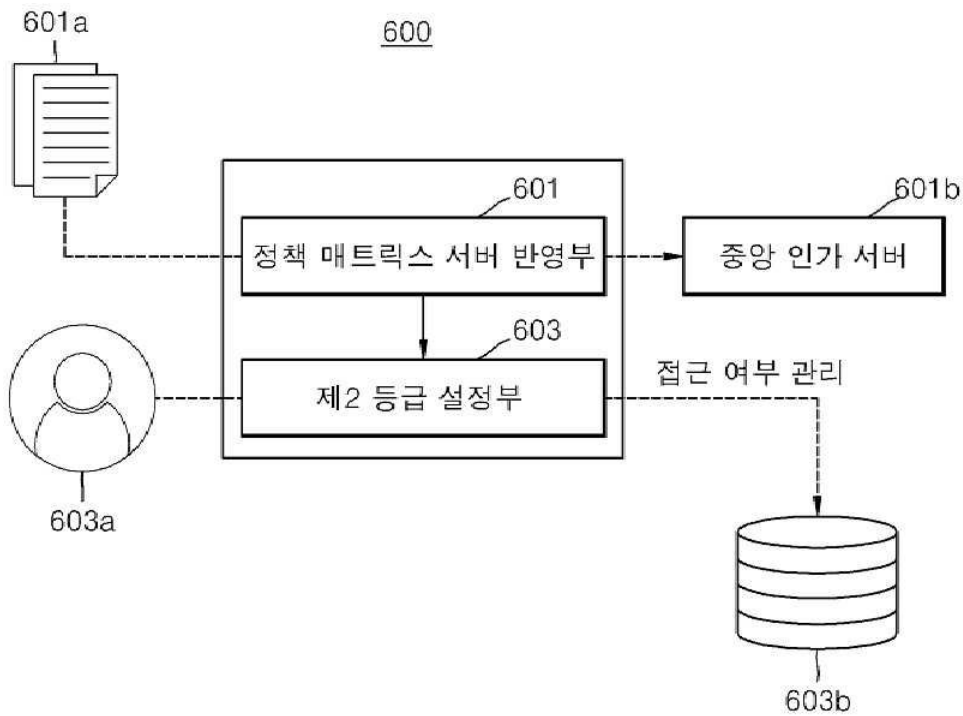 601a
600
601
정책 매트릭스 서버 반영부
601b
중앙 인가 서버
603
제2 등급 설정부
접근 여부 관리
603a
603b